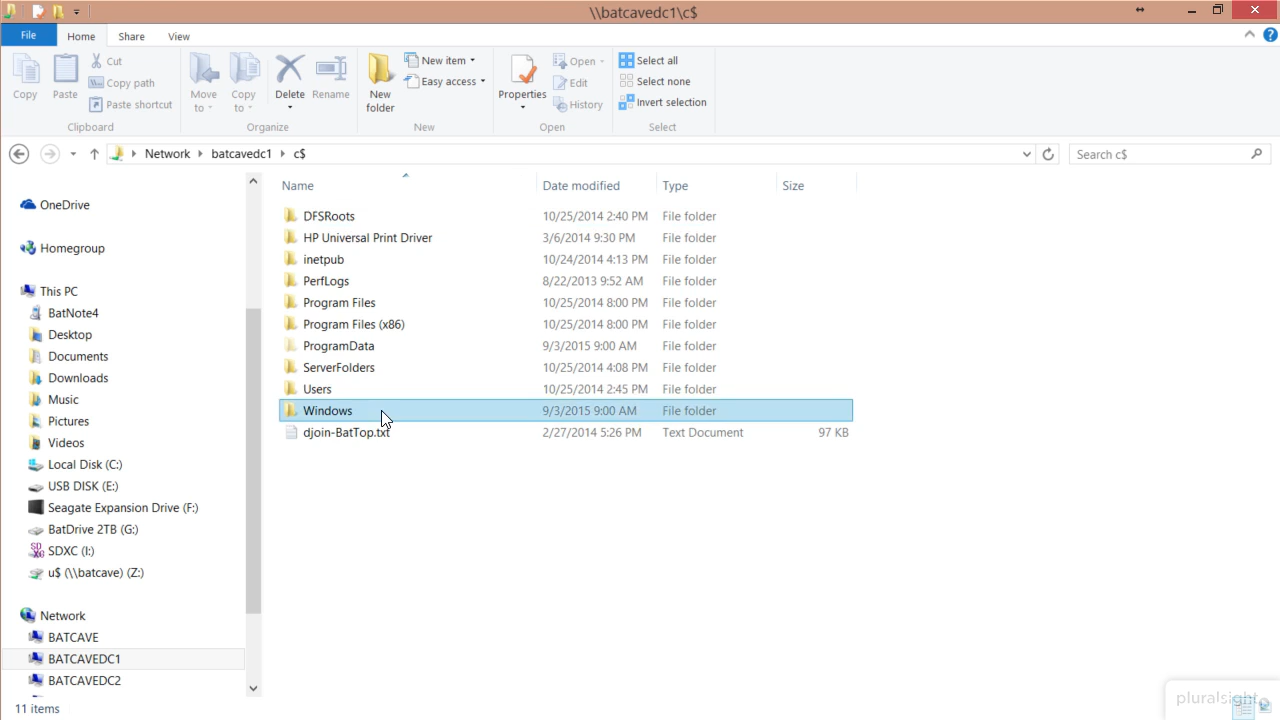 \\batcavedc1\c$
File Home Share View
Copy
Paste
Cut
Copy path
Paste shortcut
Clipboard
Move to
Copy to
Delete
Rename
Organize
New folder
New item
Easy access
New
Properties
Open
Edit
History
Open
Select all
Select none
Invert selection
Select
Network batcavedc1 c$
Search c$
OneDrive
Homegroup
This PC
BatNote4
Desktop
Documents
Downloads
Music
Pictures
Videos
Local Disk (C:)
USB DISK (E:)
Seagate Expansion Drive (F:)
BatDrive 2TB (G:)
SDXC (I:)
u$ (\\batcave) (Z:)
Network
BATCAVE
BATCAVEDC1
BATCAVEDC2
Name Date modified Type Size
DFSRoots 10/25/2014 2:40 PM File folder
HP Universal Print Driver 3/6/2014 9:30 PM File folder
inetpub 10/24/2014 4:13 PM File folder
PerfLogs 8/22/2013 9:52 AM File folder
Program Files 10/25/2014 8:00 PM File folder
Program Files (x86) 10/25/2014 8:00 PM File folder
ProgramData 9/3/2015 9:00 AM File folder
ServerFolders 10/25/2014 4:08 PM File folder
Users 10/25/2014 2:45 PM File folder
Windows 9/3/2015 9:00 AM File folder
djoin-BatTop.txt 2/27/2014 5:26 PM Text Document 97 KB
11 items
pluralsight